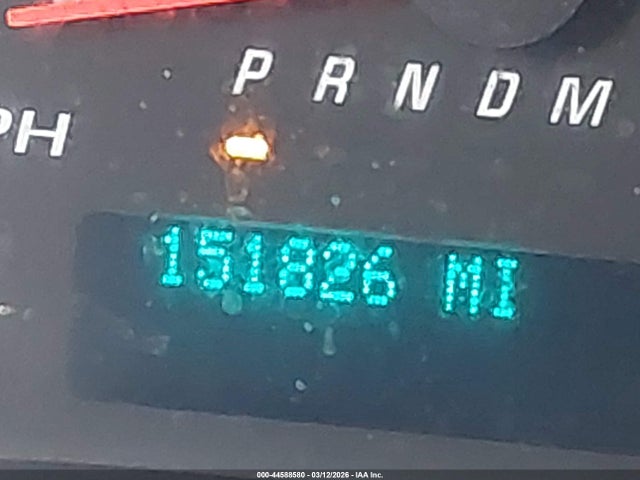 P R N D M
PH
151826 MI
000-44588580 - 03/12/2026 - IAA Inc.